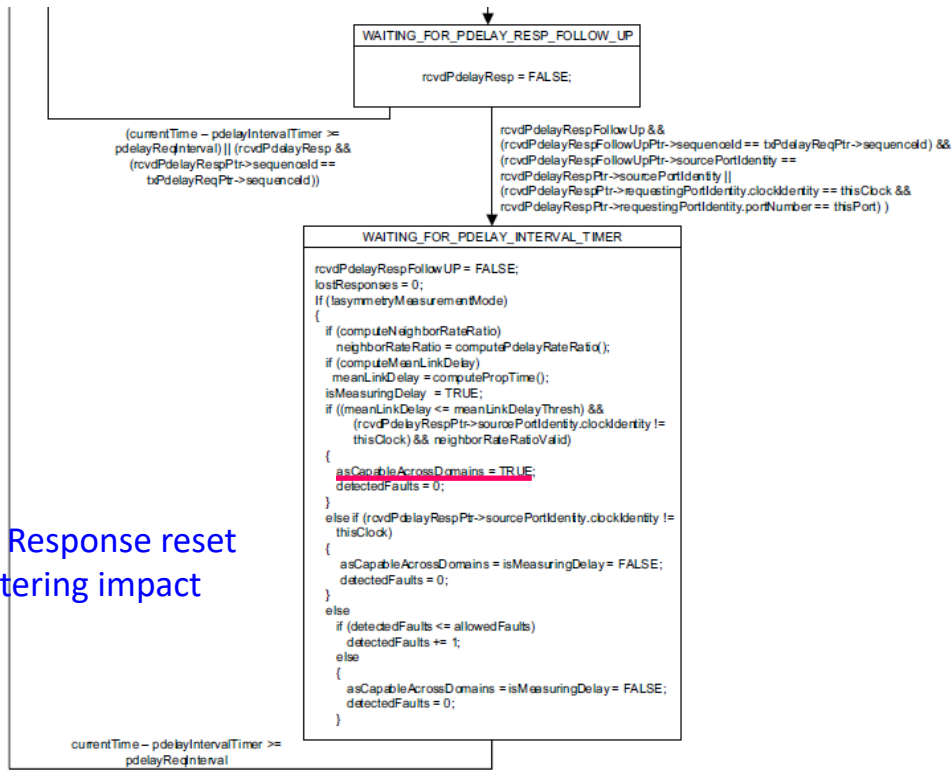 WAITING_FOR_PDELAY_RESP_FOLLOW_UP
rcvdPdelayResp = FALSE;
(currentTime – pdelayIntervalTimer >=
pdelayReqInterval) || (rcvdPdelayResp &&
(rcvdPdelayRespPtr->sequenceId ==
txPdelayReqPtr->sequenceId))
rcvdPdelayRespFollowUp &&
(rcvdPdelayRespFollowUpPtr->sequenceId == txPdelayReqPtr->sequenceId) &&
(rcvdPdelayRespFollowUpPtr->sourcePortIdentity ==
rcvdPdelayRespPtr->sourcePortIdentity ||
(rcvdPdelayRespPtr->requestingPortIdentity.clockIdentity == thisClock &&
rcvdPdelayRespPtr->requestingPortIdentity.portNumber == thisPort) )
WAITING_FOR_PDELAY_INTERVAL_TIMER
rcvdPdelayRespFollowUP = FALSE;
lostResponses = 0;
If (!asymmetryMeasurementMode)
{
if (computeNeighborRateRatio)
neighborRateRatio = computePdelayRateRatio();
if (computeMeanLinkDelay)
meanLinkDelay = computePropTime();
isMeasuringDelay = TRUE;
if ((meanLinkDelay <= meanLinkDelayThresh) &&
(rcvdPdelayRespPtr->sourcePortIdentity.clockIdentity !=
thisClock) && neighborRateRatioValid)
{
asCapableAcrossDomains = TRUE;
detectedFaults = 0;
}
else if (rcvdPdelayRespPtr->sourcePortIdentity.clockIdentity !=
thisClock)
{
asCapableAcrossDomains = isMeasuringDelay = FALSE;
detectedFaults = 0;
}
else
if (detectedFaults <= allowedFaults)
detectedFaults += 1;
else
{
asCapableAcrossDomains = isMeasuringDelay = FALSE;
detectedFaults = 0;
}
Response reset
tering impact
currentTime – pdelayIntervalTimer >=
pdelayReqInterval